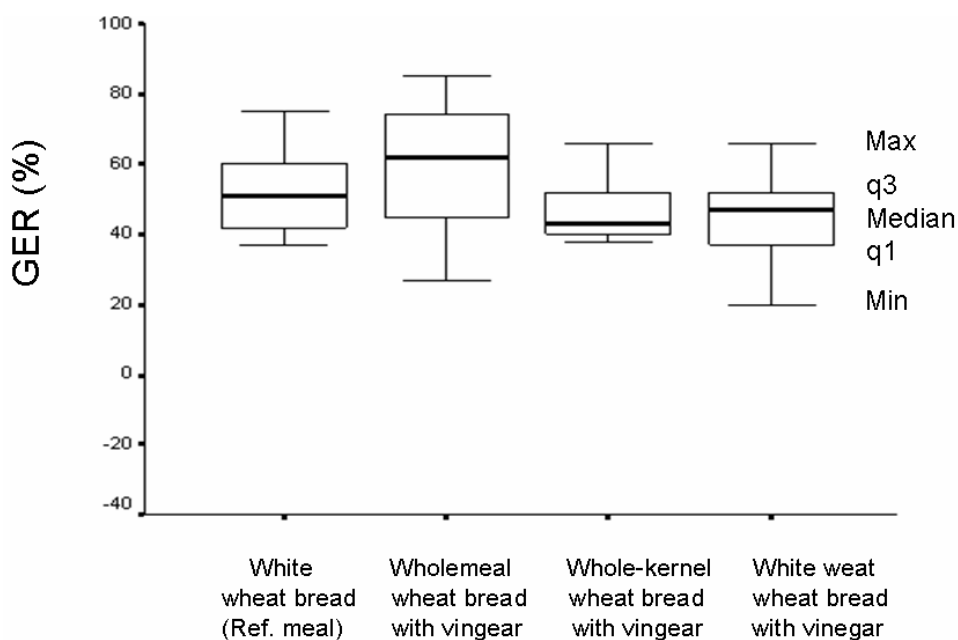 GER (%)
100
80
60
40
20
0
-20
-40
Max
q3
Median
q1
Min
White
wheat bread
(Ref. meal)
Wholemeal
wheat bread
with vingear
Whole-kernel
wheat bread
with vingear
White weat
wheat bread
with vinegar